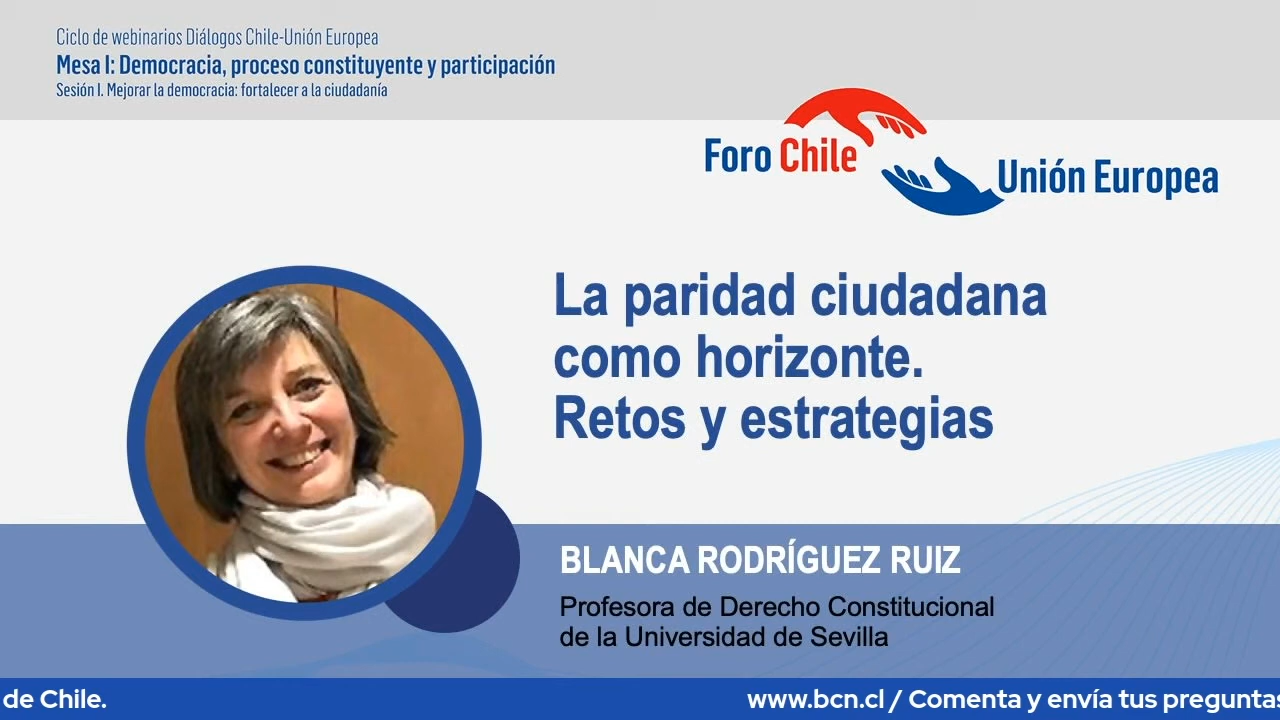 Ciclo de webinarios Diálogos Chile-Unión Europea
Mesa I: Democracia, proceso constituyente y participación
Sesión I. Mejorar la democracia: fortalecer a la ciudadanía
Foro Chile
Unión Europea
La paridad ciudadana
como horizonte.
Retos y estrategias
BLANCA RODRÍGUEZ RUIZ
Profesora de Derecho Constitucional
de la Universidad de Sevilla
de Chile.
www.bcn.cl / Comenta y envía tus preguntas